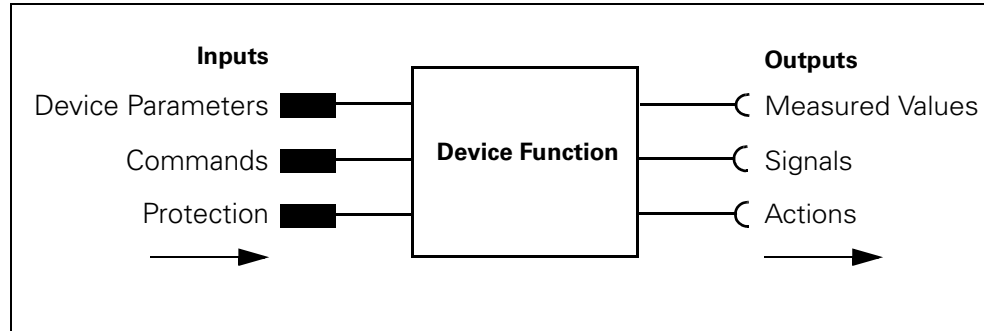 Inputs
Device Parameters
Commands
Protection
Device Function
Outputs
Measured Values
Signals
Actions